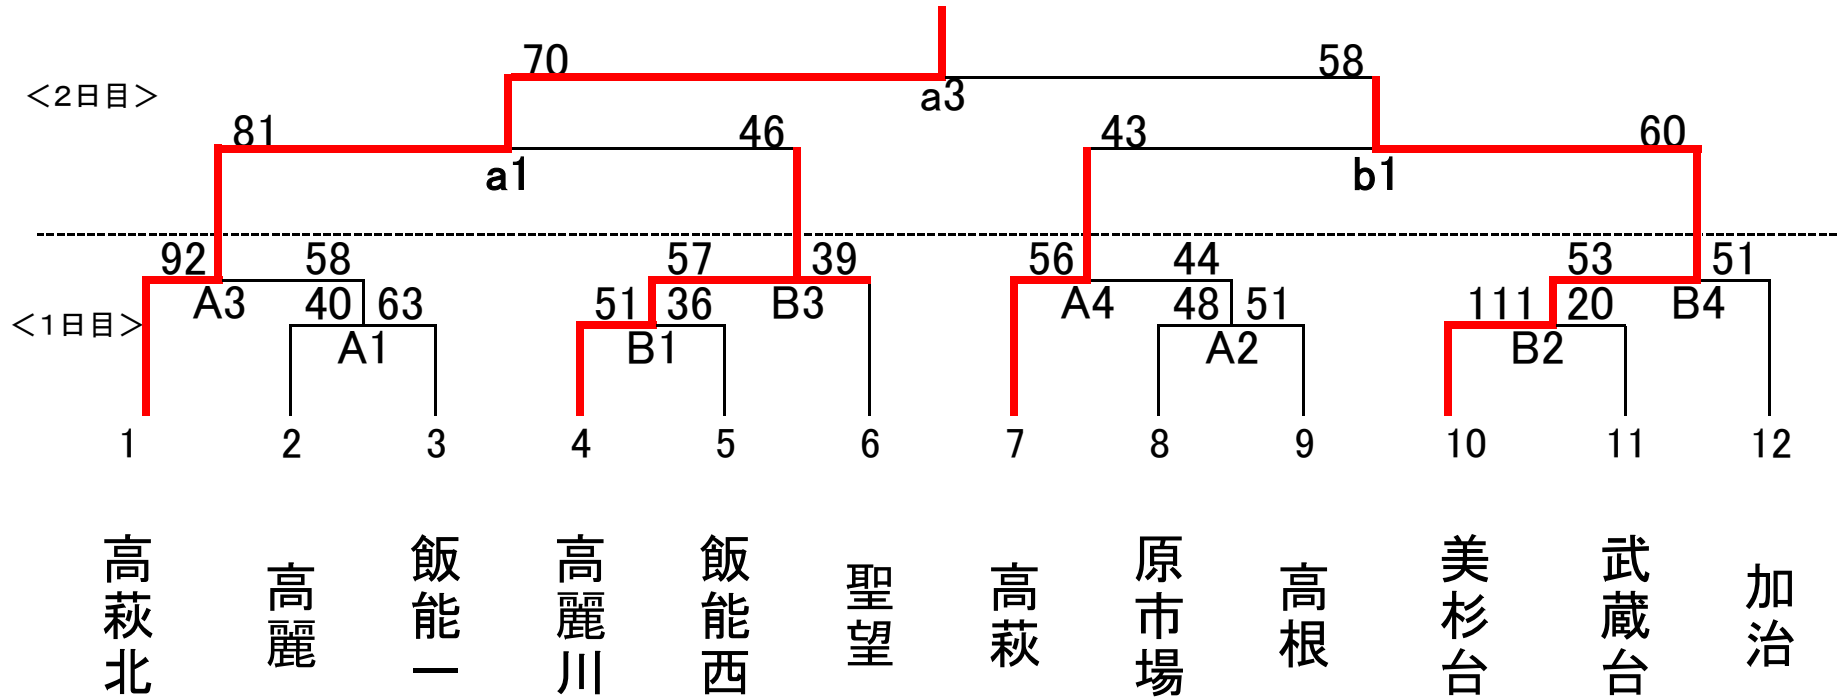 70 58
<2日目> a3
81 46 43 60
a1 b1
92 58 57 39 56 44 53 51
A3 B3 A4 B4
<1日目> 40 63 51 36 48 51 111 20
A1 B1 A2 B2
1 2 3 4 5 6 7 8 9 10 11 12
高萩北
高麗
飯能一
高麗川
飯能西
聖望
高萩
原市場
高根
美杉台
武蔵台
加治